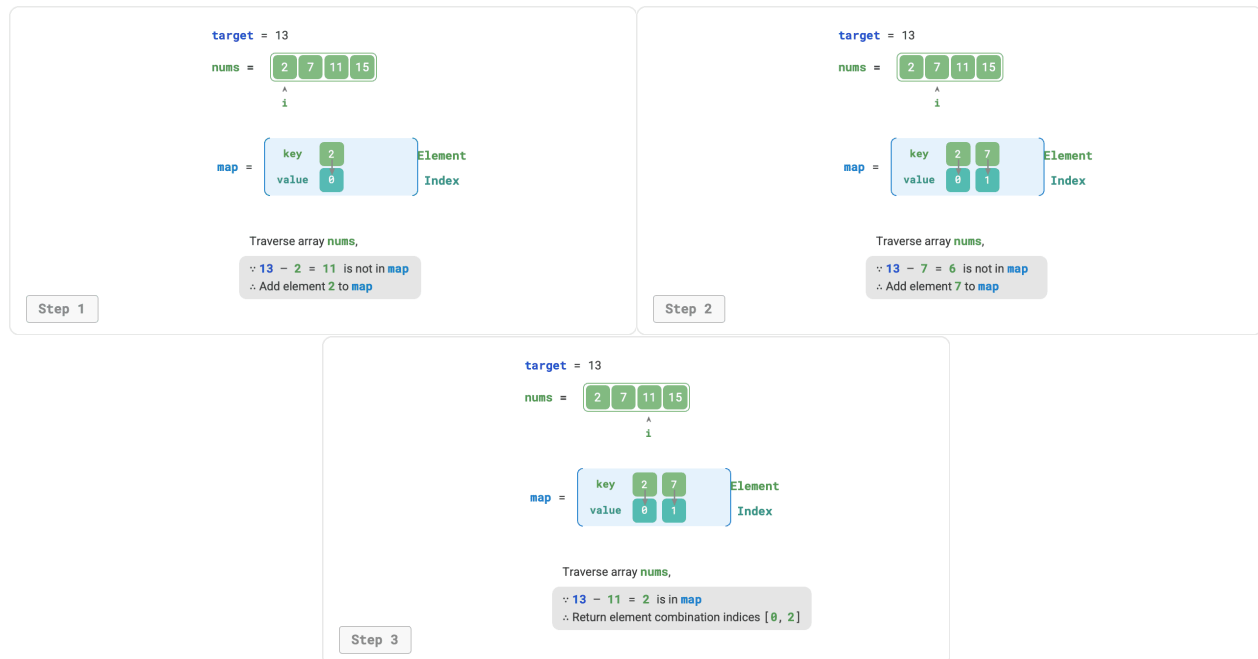 target = 13
nums = 2 7 11 15
i
key 2 Element
map =
value 0 Index
Traverse array nums,
∵ 13 − 2 = 11 is not in map
∴ Add element 2 to map
Step 1
target = 13
nums = 2 7 11 15
i
key 2 7 Element
map =
value 0 1 Index
Traverse array nums,
∵ 13 − 7 = 6 is not in map
∴ Add element 7 to map
Step 2
target = 13
nums = 2 7 11 15
i
key 2 7 Element
map =
value 0 1 Index
Traverse array nums,
∵ 13 − 11 = 2 is in map
∴ Return element combination indices [0, 2]
Step 3